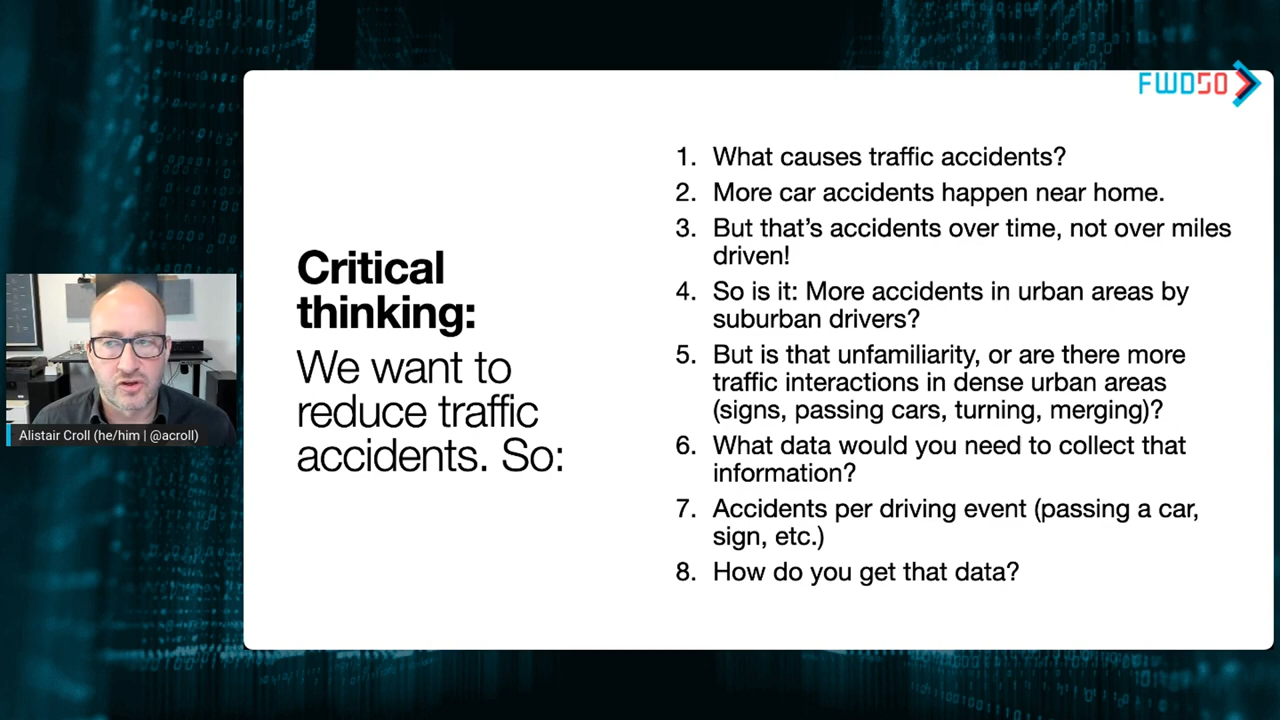 FWD50
Critical
thinking:
We want to
reduce traffic
accidents. So:
1. What causes traffic accidents?
2. More car accidents happen near home.
3. But that’s accidents over time, not over miles
driven!
4. So is it: More accidents in urban areas by
suburban drivers?
5. But is that unfamiliarity, or are there more
traffic interactions in dense urban areas
(signs, passing cars, turning, merging)?
6. What data would you need to collect that
information?
7. Accidents per driving event (passing a car,
sign, etc.)
8. How do you get that data?
Alistair Croll (he/him | @acroll)